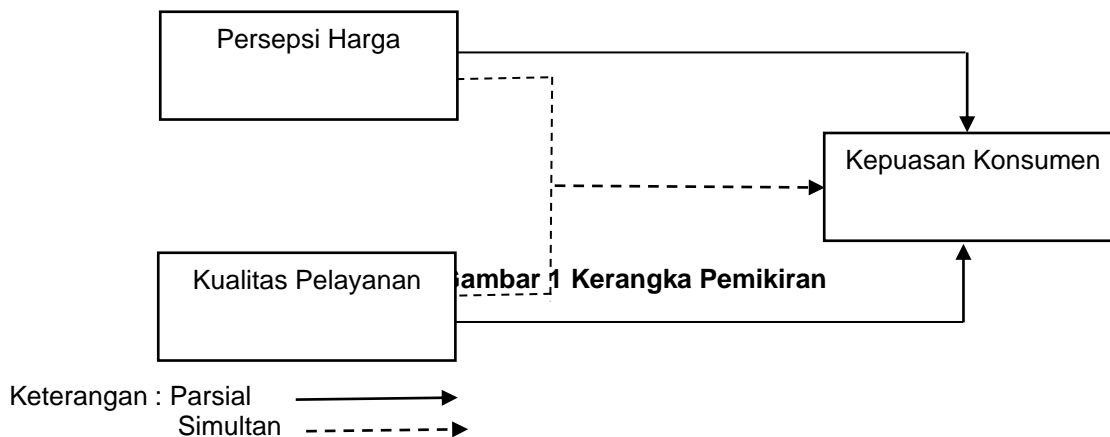 Persepsi Harga
Kepuasan Konsumen
Kualitas Pelayanan
Gambar 1 Kerangka Pemikiran
Keterangan : Parsial
Simultan